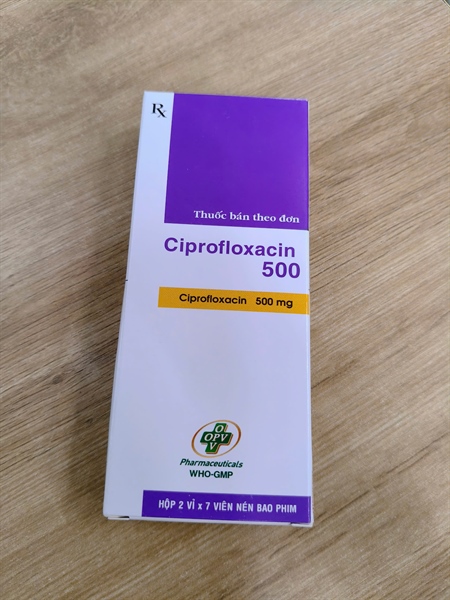 Rx
Thuốc bán theo đơn
Ciprofloxacin
500
Ciprofloxacin 500 mg
O
OPV
V
Pharmaceuticals
WHO-GMP
HỘP 2 VỈ x 7 VIÊN NÉN BAO PHIM